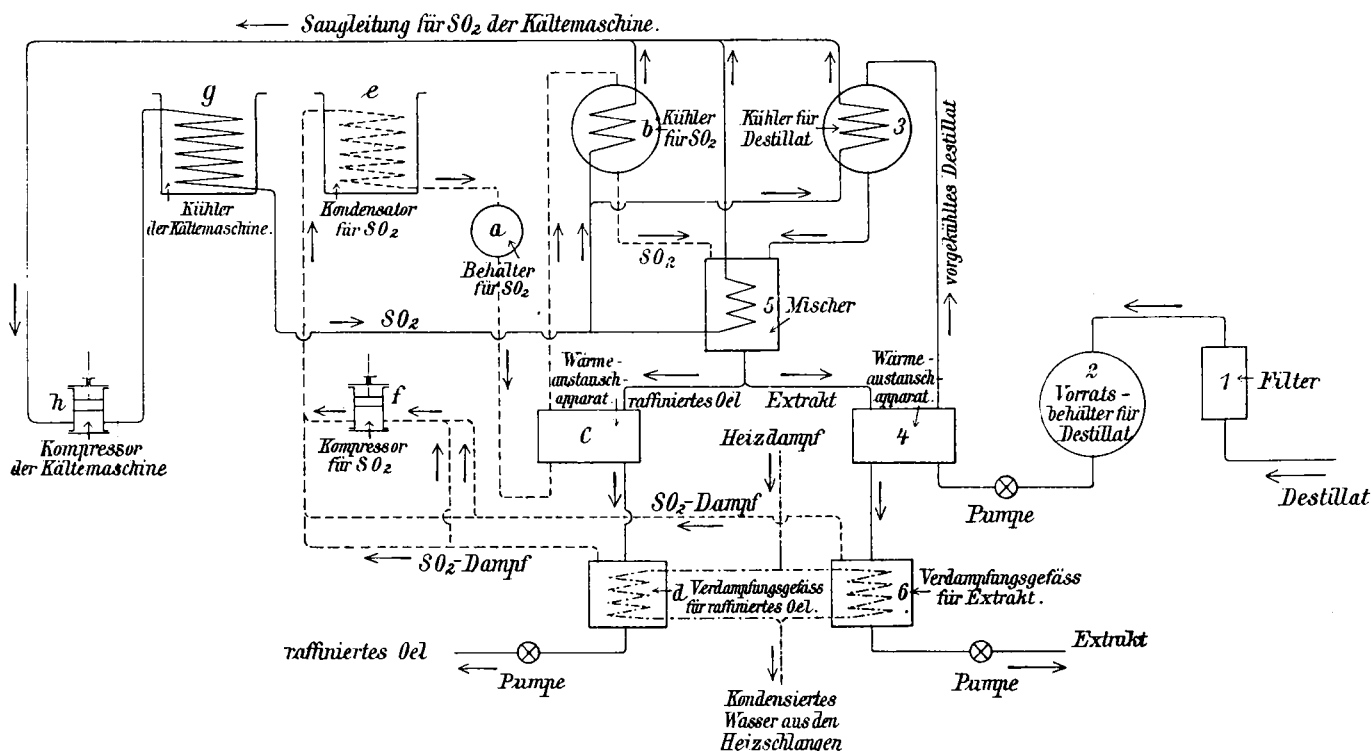 Saugleitung für SO2 der Kältemaschine.
g
e
b
Kühler
für SO2
Kühler für
Destillat
3
vorgekühltes Destillat
Kühler
der Kältemaschine.
Kondensator
für SO2
a
Behälter
für SO2
SO2
5
Mischer
SO2
h
Kompressor
der Kältemaschine
f
Kompressor
für SO2
Wärme-
austausch-
apparat.
raffiniertes Oel
Extrakt
Wärme-
austausch-
apparat.
C
4
2
Vorrats-
behälter für
Destillat
1
Filter
Heizdampf
Pumpe
Destillat
SO2-Dampf
SO2-Dampf
d
Verdampfungsgefäss
für raffiniertes Oel.
6
Verdampfungsgefäss
für Extrakt.
raffiniertes Oel
Pumpe
Extrakt
Pumpe
Kondensiertes
Wasser aus den
Heizschlangen